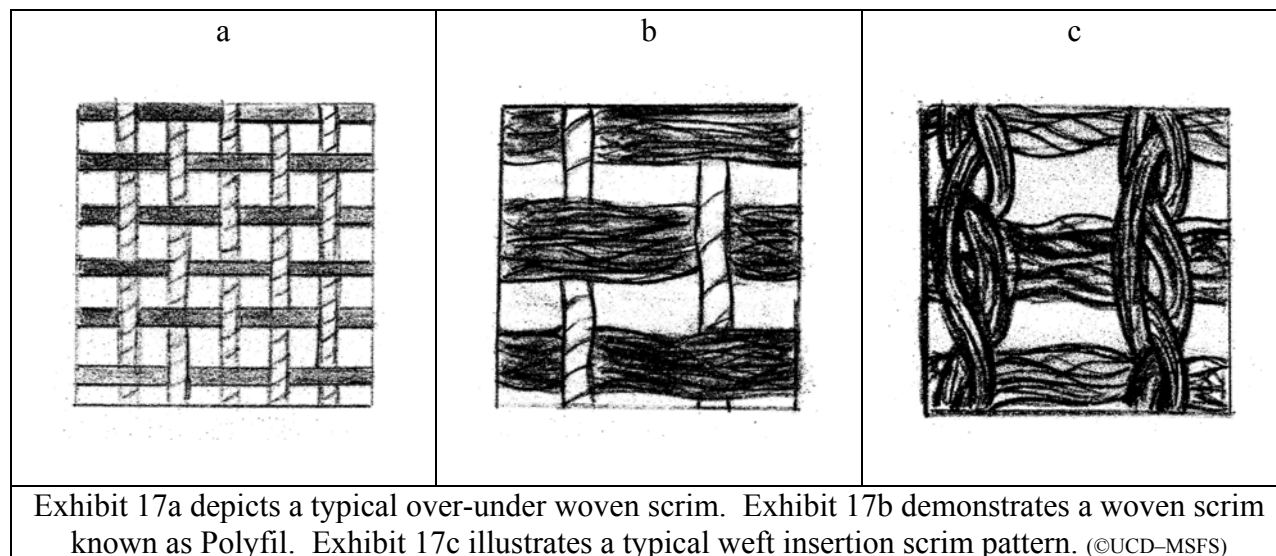 a
b
c
Exhibit 17a depicts a typical over-under woven scrim.  Exhibit 17b demonstrates a woven scrim
known as Polyfil.  Exhibit 17c illustrates a typical weft insertion scrim pattern. (©UCD–MSFS)